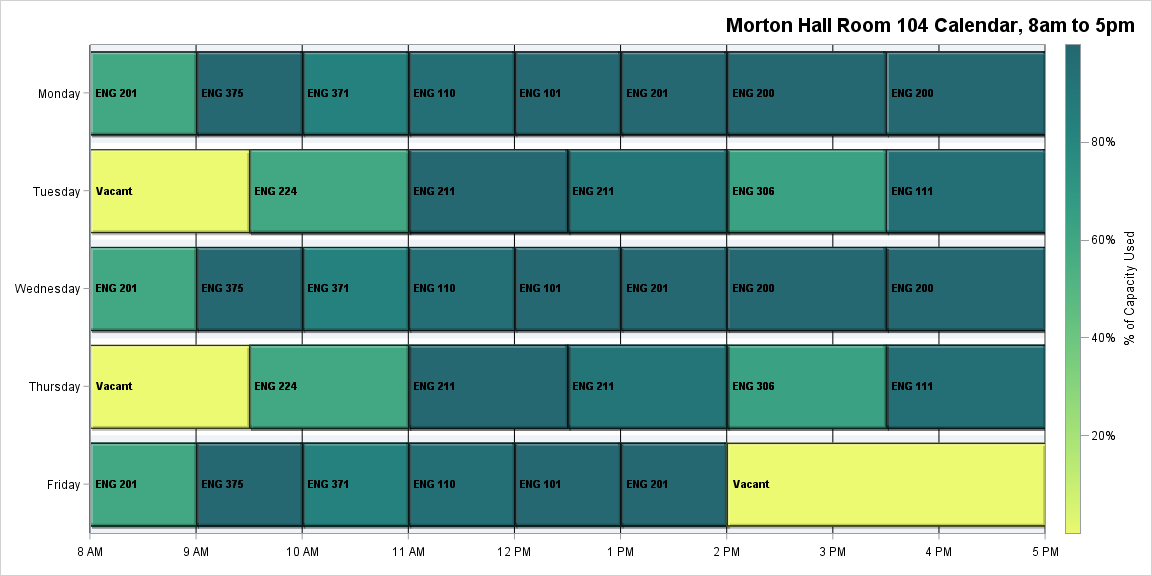 Morton Hall Room 104 Calendar, 8am to 5pm
Monday
ENG 201
ENG 375
ENG 371
ENG 110
ENG 101
ENG 201
ENG 200
ENG 200
Tuesday
Vacant
ENG 224
ENG 211
ENG 211
ENG 306
ENG 111
Wednesday
ENG 201
ENG 375
ENG 371
ENG 110
ENG 101
ENG 201
ENG 200
ENG 200
Thursday
Vacant
ENG 224
ENG 211
ENG 211
ENG 306
ENG 111
Friday
ENG 201
ENG 375
ENG 371
ENG 110
ENG 101
ENG 201
Vacant
8 AM
9 AM
10 AM
11 AM
12 PM
1 PM
2 PM
3 PM
4 PM
5 PM
80%
60%
40%
20%
% of Capacity Used